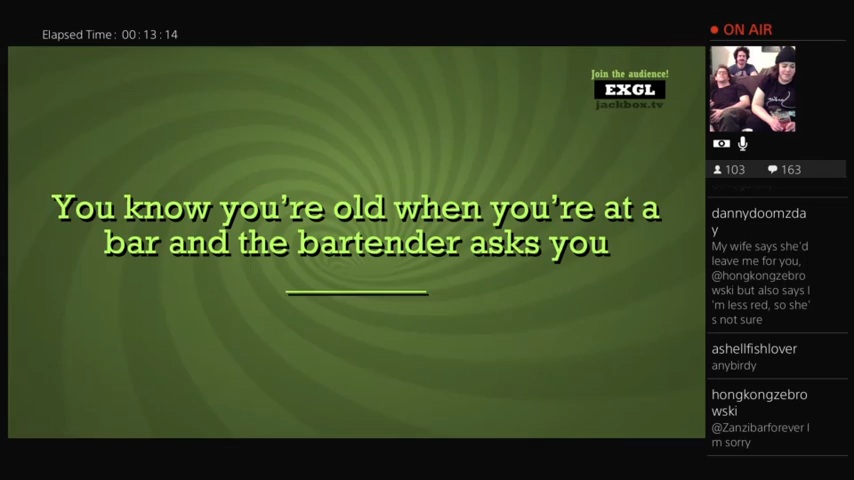 Elapsed Time: 00:13:14
ON AIR
Join the audience!
EXGL
jackbox.tv
You know you're old when you're at a
bar and the bartender asks you
103 163
dannydoomzda
y
My wife says she'd
leave me for you,
@hongkongzebro
wski but also says I
'm less red, so she'
s not sure
ashellfishlover
anybirdy
hongkongzebro
wski
@Zanzibarforever I
m sorry